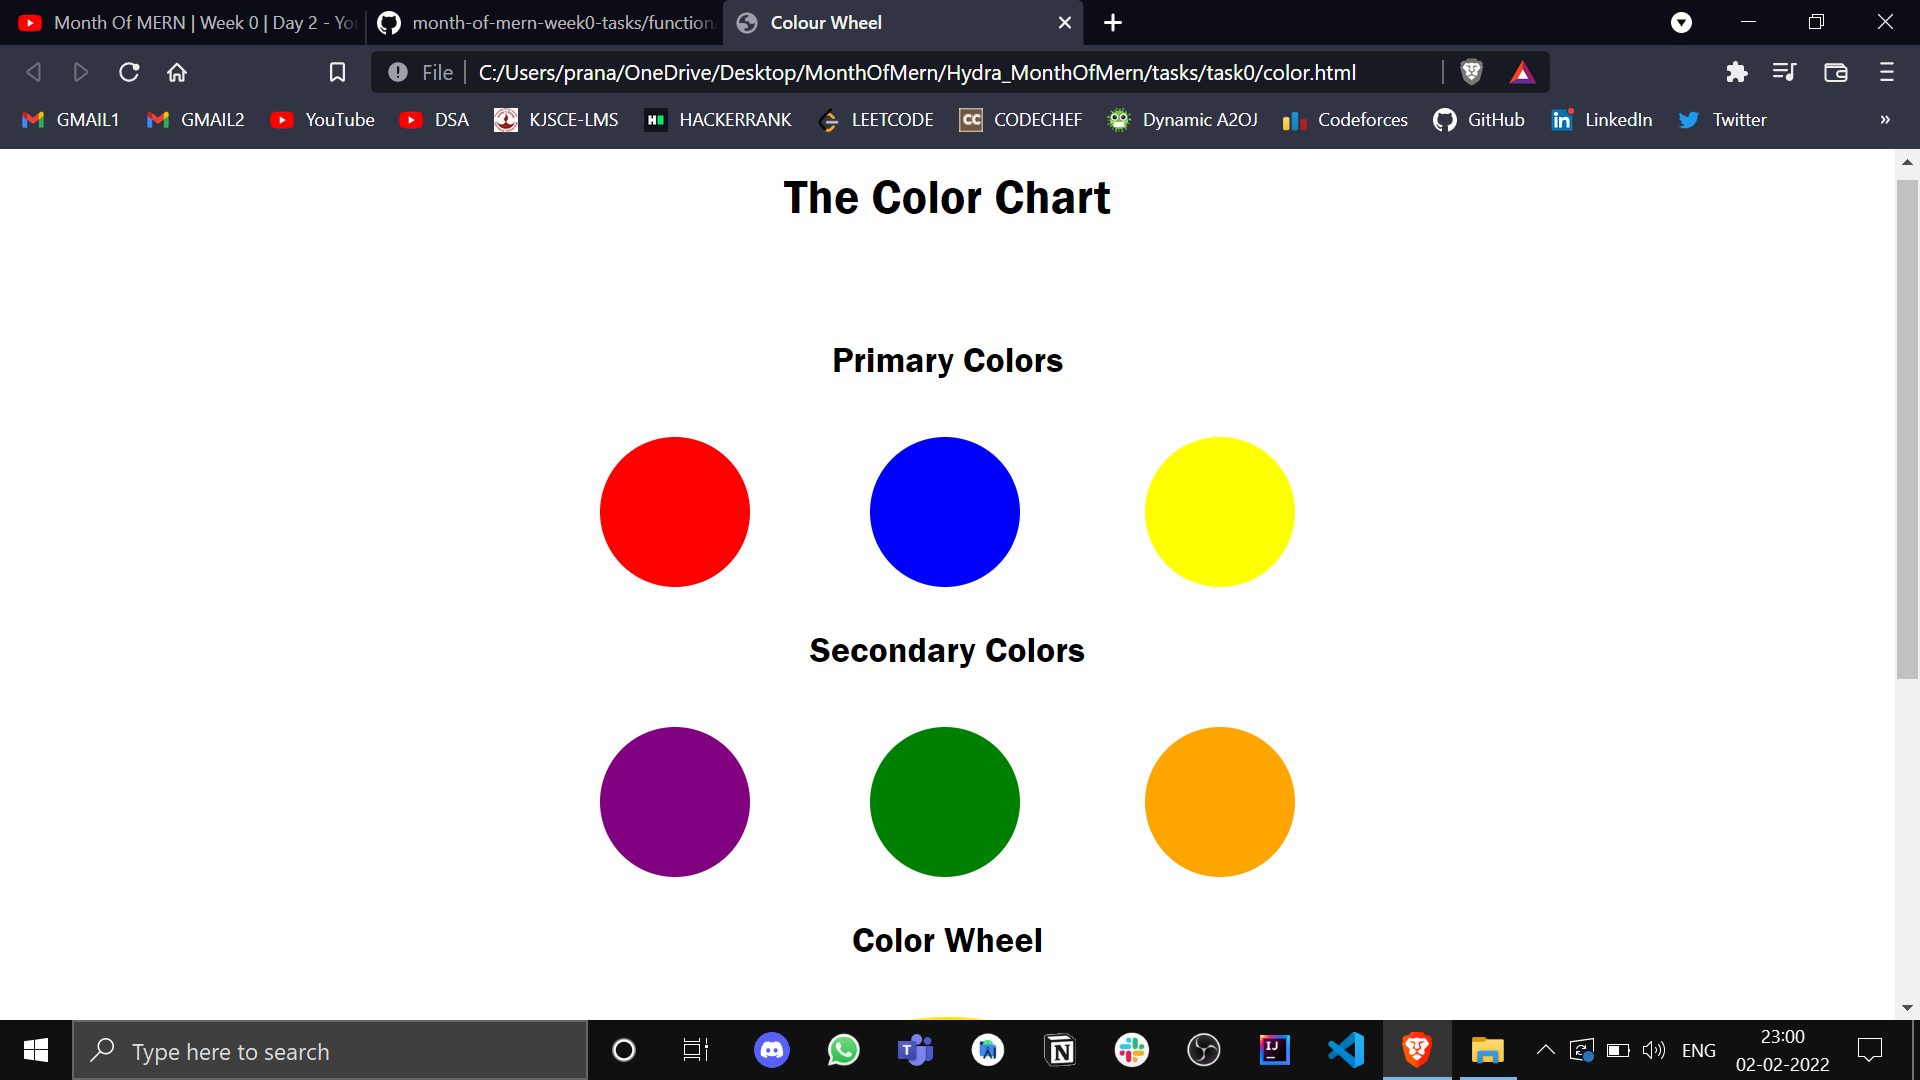 Month Of MERN | Week 0 | Day 2 - You
month-of-mern-week0-tasks/function
Colour Wheel
File
C:/Users/prana/OneDrive/Desktop/MonthOfMern/Hydra_MonthOfMern/tasks/task0/color.html
GMAIL1
GMAIL2
YouTube
DSA
KJSCE-LMS
HACKERRANK
LEETCODE
CODECHEF
Dynamic A2OJ
Codeforces
GitHub
LinkedIn
Twitter
The Color Chart
Primary Colors
Secondary Colors
Color Wheel
Type here to search
ENG
23:00
02-02-2022